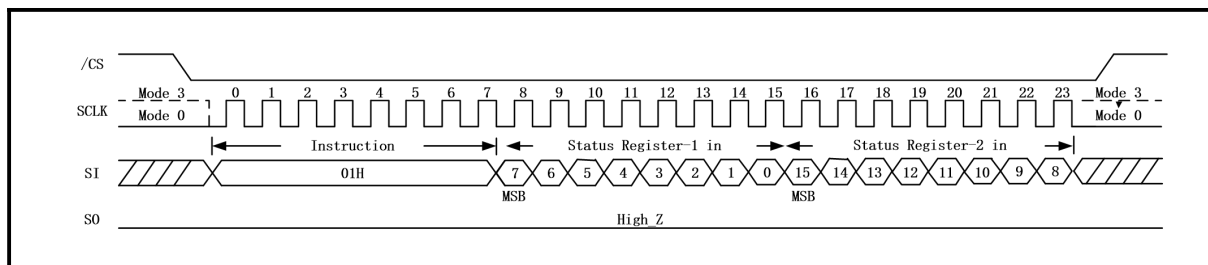 /CS
Mode 3 0 1 2 3 4 5 6 7 8 9 10 11 12 13 14 15 16 17 18 19 20 21 22 23 Mode 3
SCLK
Mode 0 Mode 0
Instruction Status Register-1 in Status Register-2 in
SI 01H 7 6 5 4 3 2 1 0 15 14 13 12 11 10 9 8
MSB MSB
SO High_Z